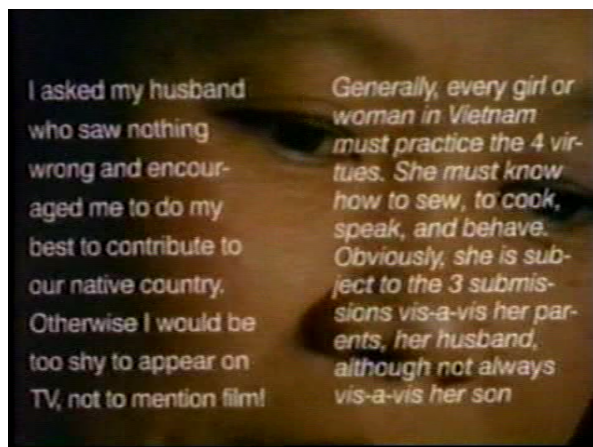 I asked my husband
who saw nothing
wrong and encour-
aged me to do my
best to contribute to
our native country.
Otherwise I would be
too shy to appear on
TV, not to mention film!
Generally, every girl or
woman in Vietnam
must practice the 4 vir-
tues. She must know
how to sew, to cook,
speak, and behave.
Obviously, she is sub-
ject to the 3 submis-
sions vis-a-vis her par-
ents, her husband,
although not always
vis-a-vis her son